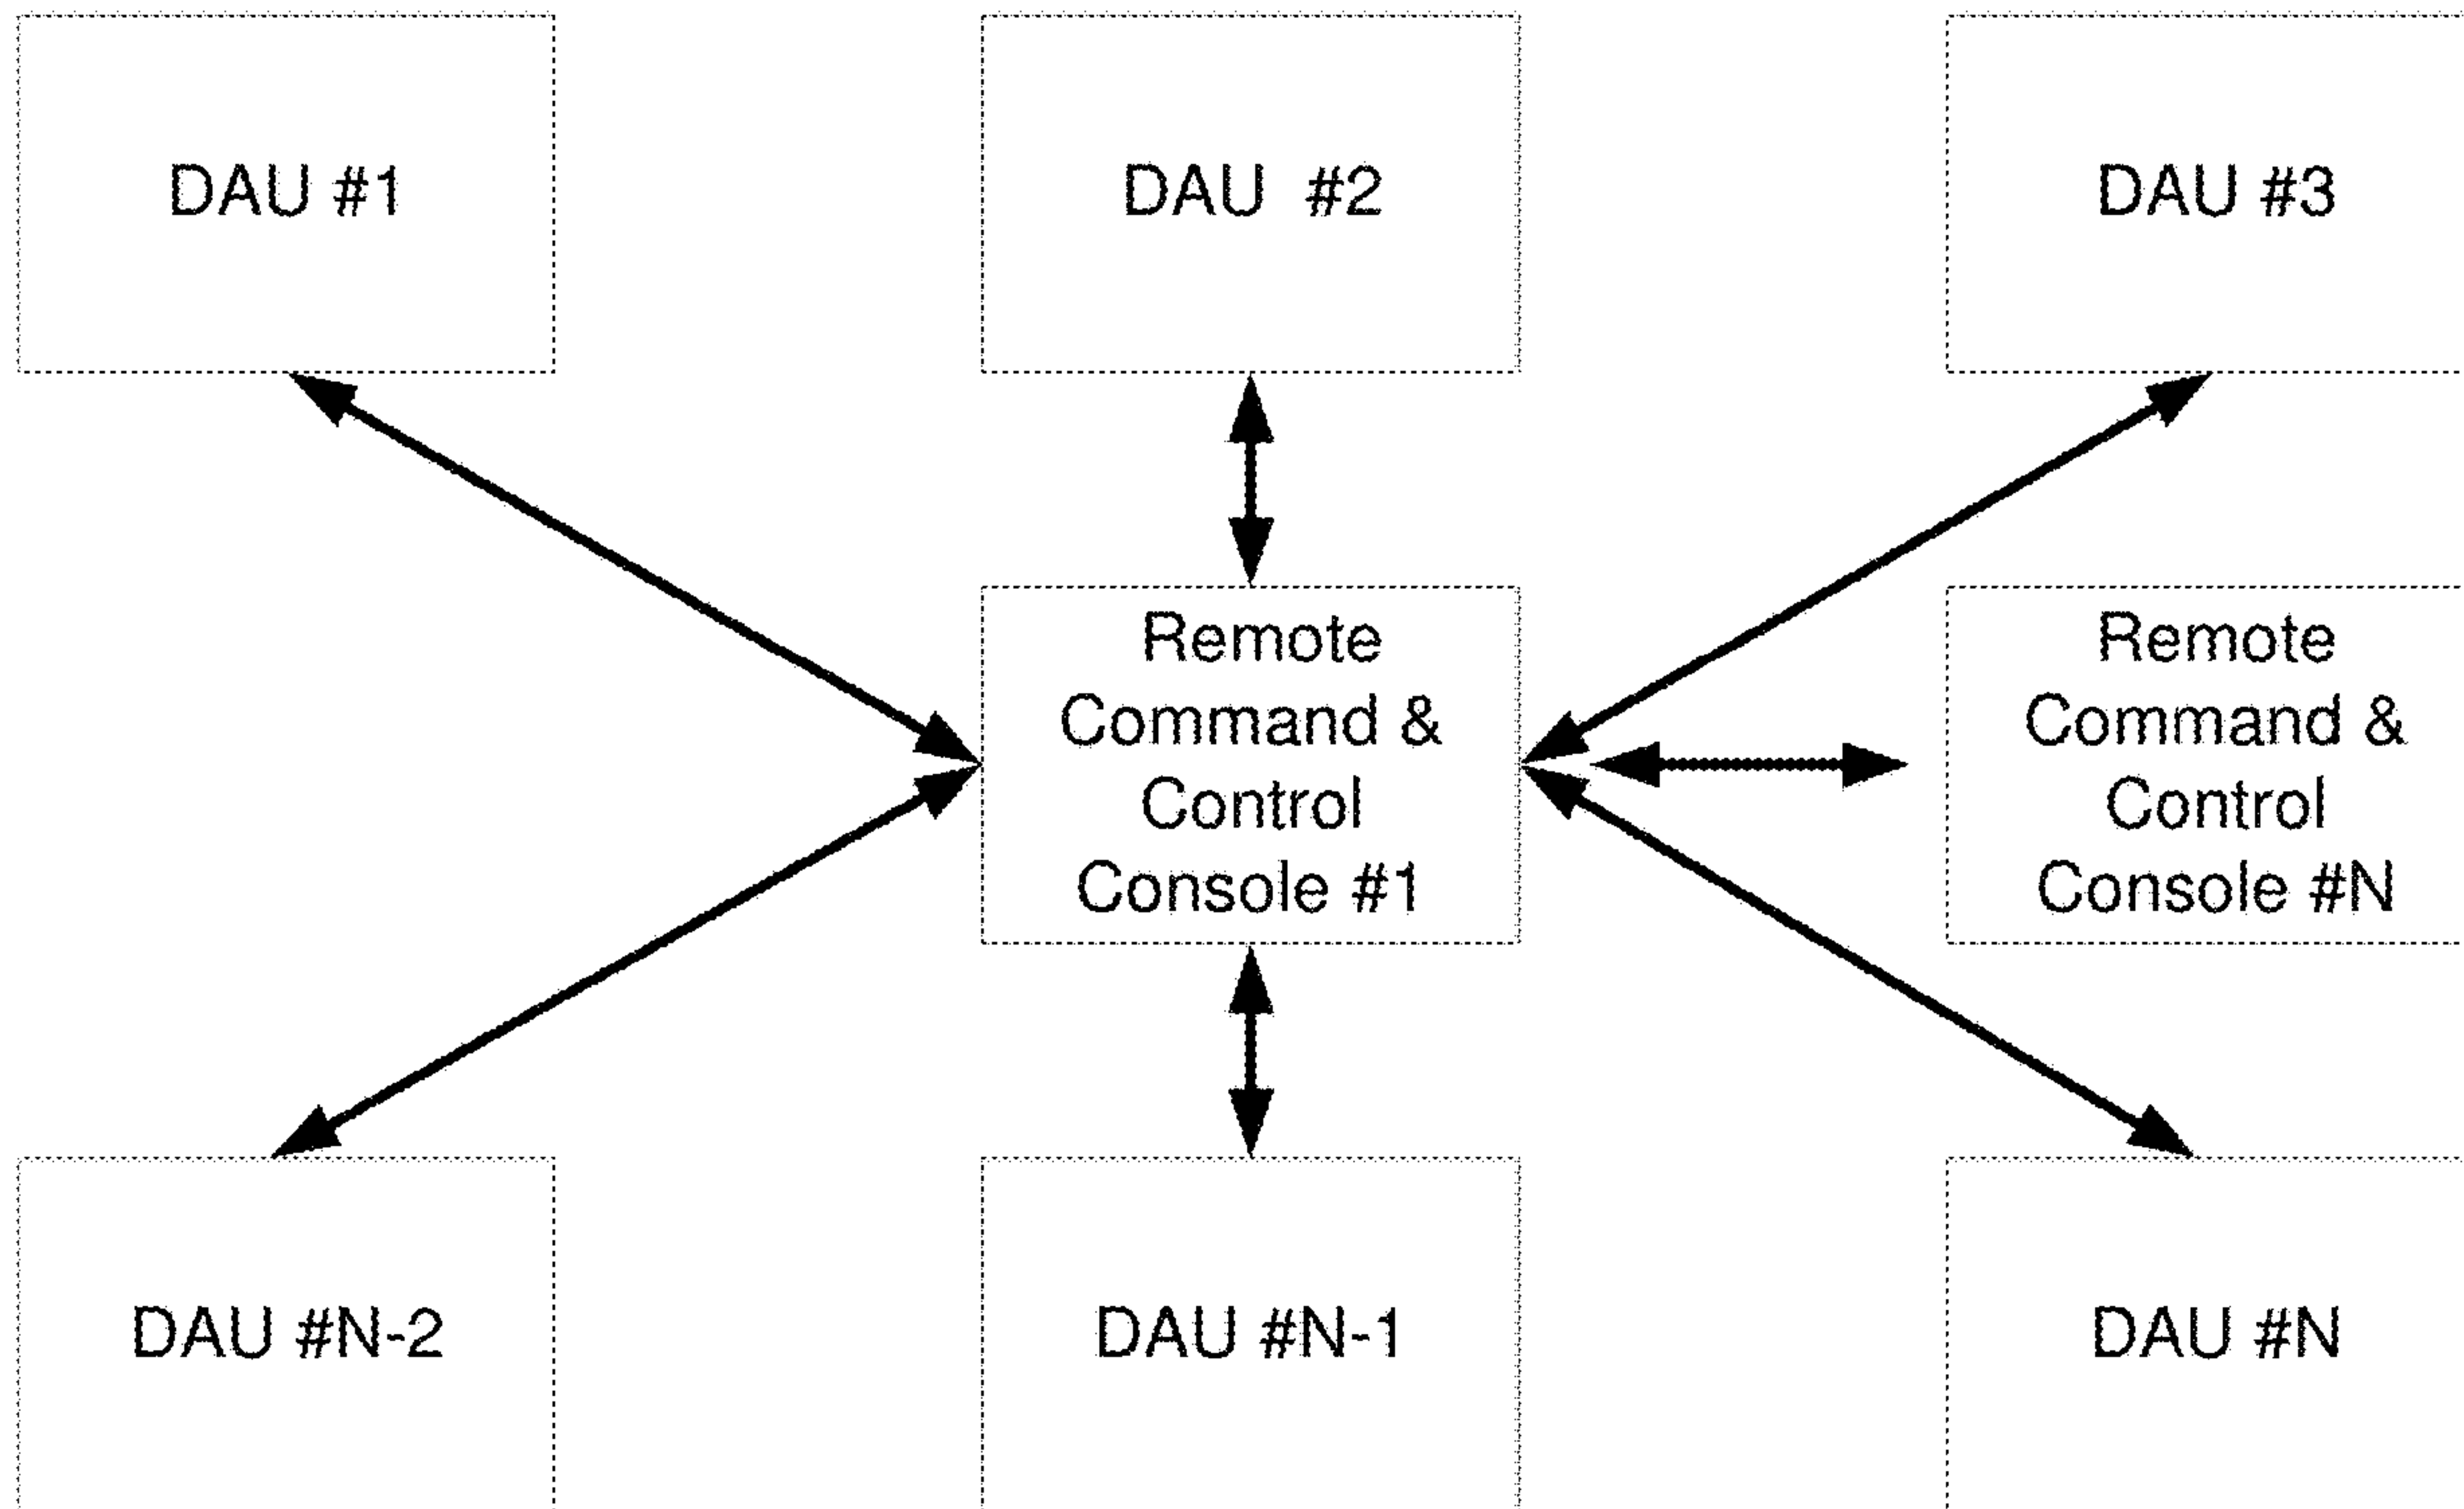 DAU #1
DAU #2
DAU #3
Remote
Command &
Control
Console #1
Remote
Command &
Control
Console #N
DAU #N-2
DAU #N-1
DAU #N